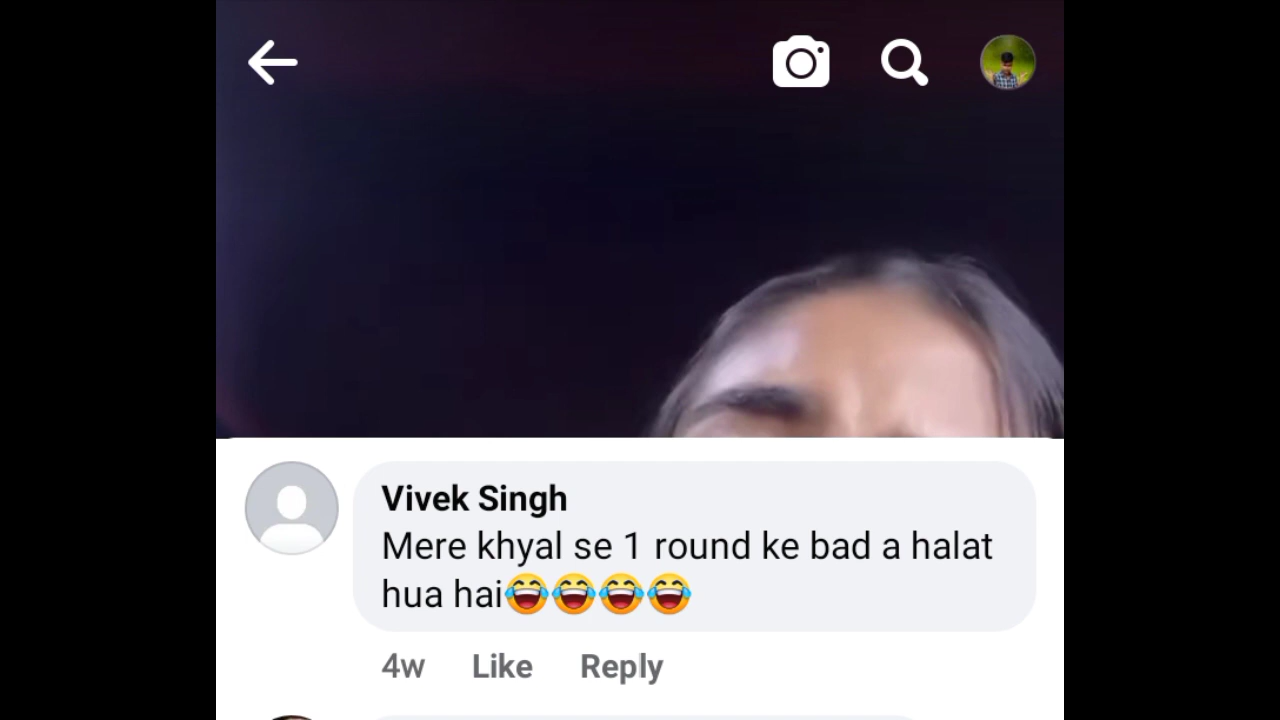 Vivek Singh
Mere khyal se 1 round ke bad a halat
hua hai😂😂😂😂
4w Like Reply